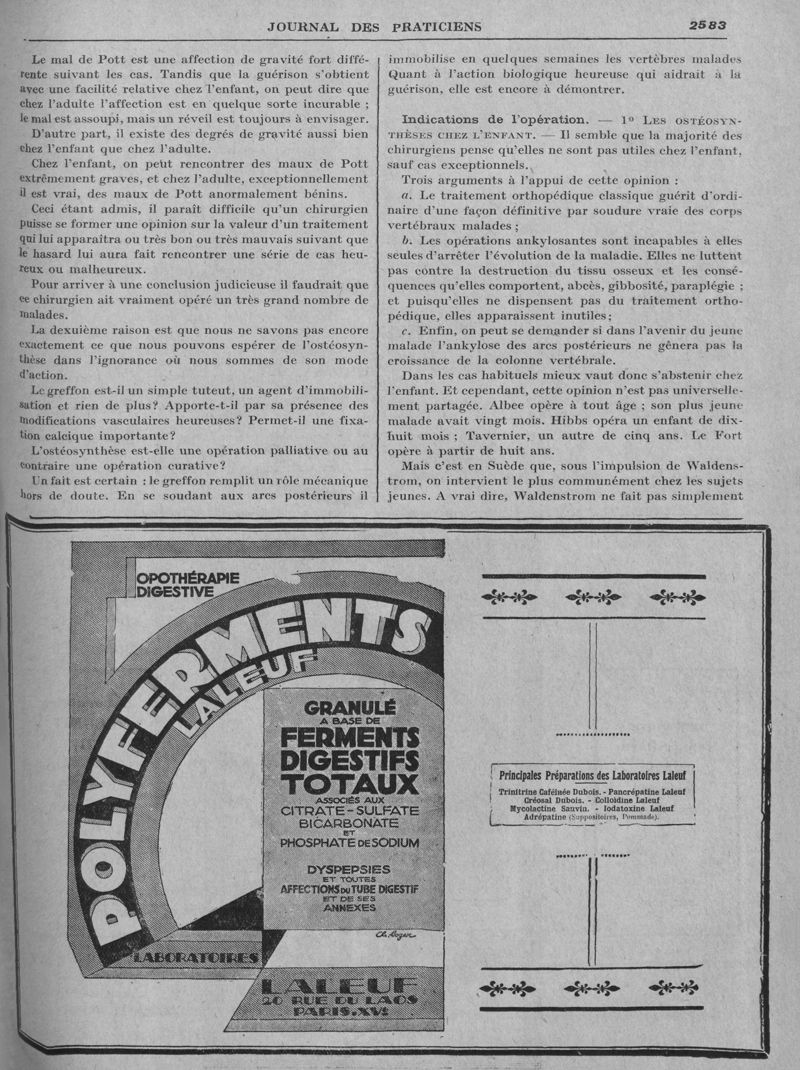 JOURNAL DES PRATICIENS
2583
Le mal de Pott est une affection de gravité fort diffé-
rente suivant les cas. Tandis que la guérison s'obtient
avec une facilité relative chez l'enfant, on peut dire que
chez l'adulte l'affection est en quelque sorte incurable ;
le mal est assoupi, mais un réveil est toujours à envisager.
D'autre part, il existe des degrés de gravité aussi bien
chez l'enfant que chez l'adulte.
Chez l'enfant, on peut rencontrer des maux de Pott
extrêmement graves, et chez l'adulte, exceptionnellement
il est vrai, des maux de Pott anormalement bénins.
Ceci étant admis, il paraît difficile qu'un chirurgien
puisse se former une opinion sur la valeur d'un traitement
qui lui apparaîtra ou très bon ou très mauvais suivant que
le hasard lui aura fait rencontrer une série de cas heu-
reux ou malheureux.
Pour arriver à une conclusion judicieuse il faudrait que
ce chirurgien ait vraiment opéré un très grand nombre de
malades.
La dexuième raison est que nous ne savons pas encore
exactement ce que nous pouvons espérer de l'ostéosyn-
thèse dans l'ignorance où nous sommes de son mode
d'action.
Le greffon est-il un simple tuteut, un agent d'immobili-
sation et rien de plus? Apporte-t-il par sa présence des
modifications vasculaires heureuses? Permet-il une fixa-
tion calcique importante?
L'ostéosynthèse est-elle une opération palliative ou au
contraire une opération curative?
Un fait est certain : le greffon remplit un rôle mécanique
hors de doute. En se soudant aux arcs postérieurs il
immobilise en quelques semaines les vertèbres malades
Quant à l'action biologique heureuse qui aidrait à la
guérison, elle est encore à démontrer.
Indications de l'opération. — 1º LES OSTÉOSYN-
THÈSES CHEZ L'ENFANT. — Il semble que la majorité des
chirurgiens pense qu'elles ne sont pas utiles chez l'enfant,
sauf cas exceptionnels.
Trois arguments à l'appui de cette opinion :
a. Le traitement orthopédique classique guérit d'ordi-
naire d'une façon définitive par soudure vraie des corps
vertébraux malades ;
b. Les opérations ankylosantes sont incapables à elles
seules d'arrêter l'évolution de la maladie. Elles ne luttent
pas contre la destruction du tissu osseux et les consé-
quences qu'elles comportent, abcès, gibbosité, paraplégie ;
et puisqu'elles ne dispensent pas du traitement ortho-
pédique, elles apparaissent inutiles;
c. Enfin, on peut se demander si dans l'avenir du jeune
malade l'ankylose des arcs postérieurs ne gênera pas la
croissance de la colonne vertébrale.
Dans les cas habituels mieux vaut donc s'abstenir chez
l'enfant. Et cependant, cette opinion n'est pas universelle-
ment partagée. Albee opère à tout âge ; son plus jeune
malade avait vingt mois. Hibbs opéra un enfant de dix-
huit mois ; Tavernier, un autre de cinq ans. Le Fort
opère à partir de huit ans.
Mais c'est en Suède que, sous l'impulsion de Waldens-
trom, on intervient le plus communément chez les sujets
jeunes. A vrai dire, Waldenstrom ne fait pas simplement
OPOTHÉRAPIE
DIGESTIVE
POLYFERMENTS
LALEUF
GRANULÉ
A BASE DE
FERMENTS
DIGESTIFS
TOTAUX
ASSOCIÉS AUX
CITRATE-SULFATE
BICARBONATE
ET
PHOSPHATE DE SODIUM
DYSPEPSIES
ET TOUTES
AFFECTIONS DU TUBE DIGESTIF
ET DE SES
ANNEXES
Ch. Roger
LABORATOIRES
LALEUF
20 RUE DU LAOS
PARIS.XVE
Principales Préparations des Laboratoires Laleuf
Trinitrine Caféinée Dubois. - Pancrépatine Laleuf
Créosal Dubois. - Colloidine Laleuf
Mycolactine Sauvin. - Iodatoxine Laleuf
Adrépatine (Suppositoires, Pommade).